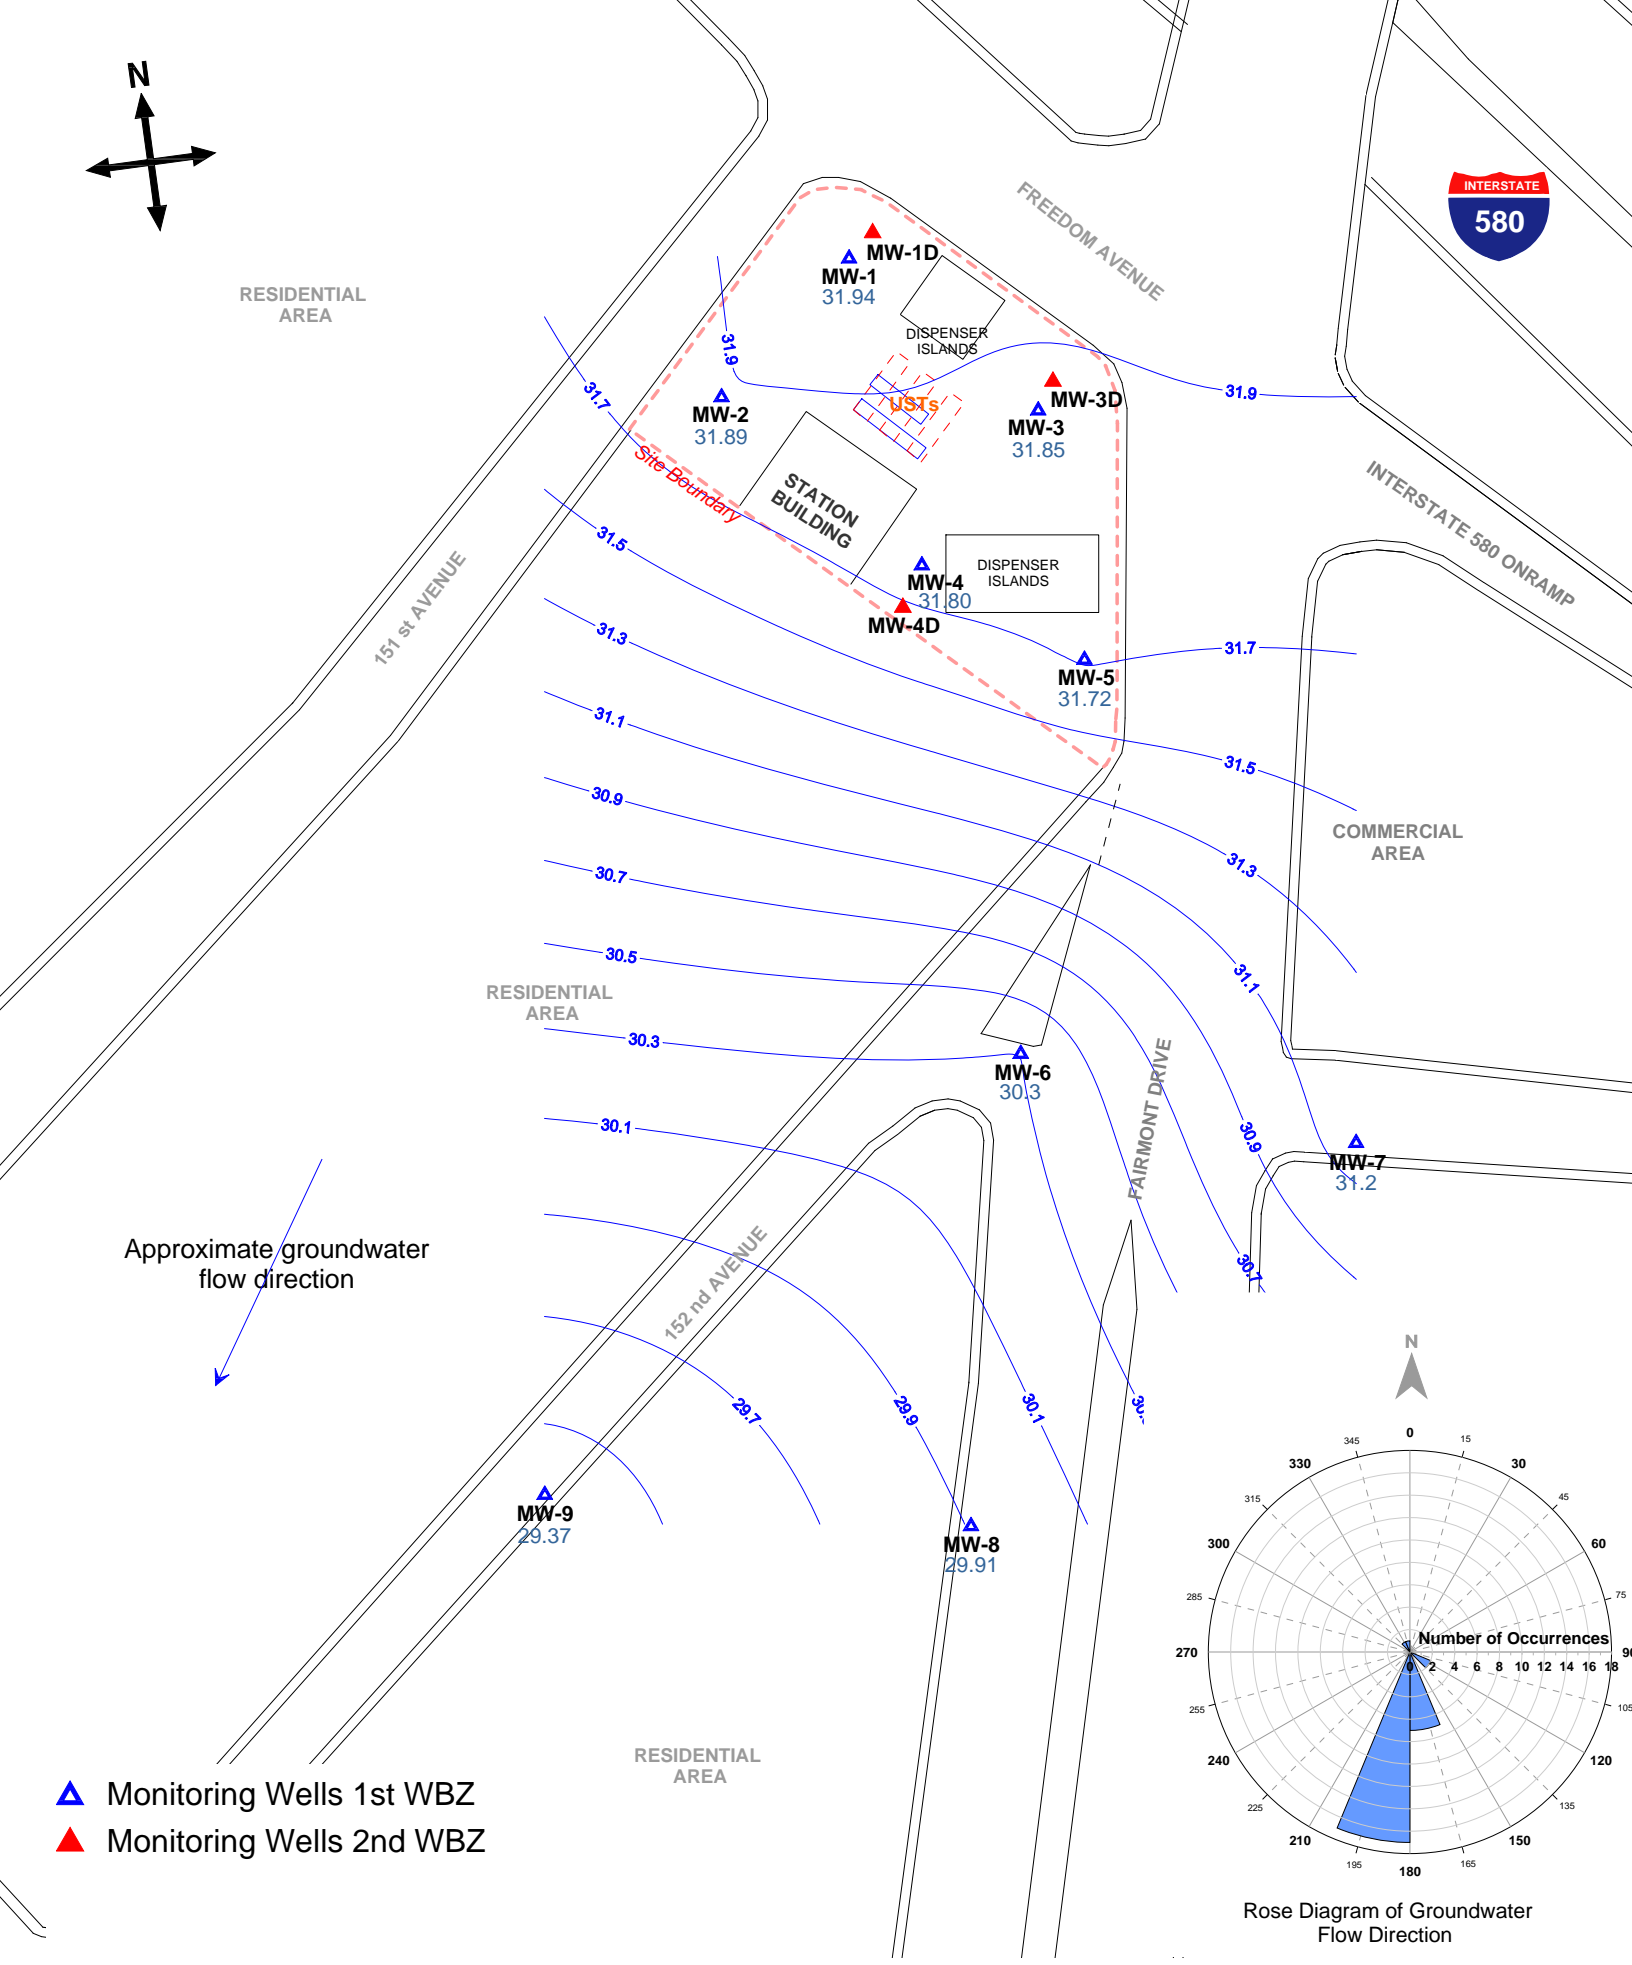 N
INTERSTATE
580
FREEDOM AVENUE
RESIDENTIAL
AREA
MW-1D
MW-1
31.94
DISPENSER
ISLANDS
31.9
31.7
USTs
31.9
MW-2
31.89
MW-3D
MW-3
31.85
Site Boundary
STATION
BUILDING
INTERSTATE 580 ONRAMP
31.5
151 st AVENUE
DISPENSER
ISLANDS
MW-4
31.80
MW-4D
31.3
31.7
MW-5
31.72
31.1
31.5
30.9
COMMERCIAL
AREA
31.3
30.7
30.5
31.1
RESIDENTIAL
AREA
30.3
MW-6
30.3
FAIRMONT DRIVE
30.1
30.9
MW-7
31.2
Approximate groundwater
flow direction
152 nd AVENUE
30.7
29.7
29.9
30.1
30.
MW-9
29.37
MW-8
29.91
N
0
345
15
330
30
315
45
300
60
285
75
Number of Occurrences
270
90
0 2 4 6 8 10 12 14 16 18
255
105
240
120
225
135
210
150
195
165
180
RESIDENTIAL
AREA
Monitoring Wells 1st WBZ
Monitoring Wells 2nd WBZ
Rose Diagram of Groundwater
Flow Direction